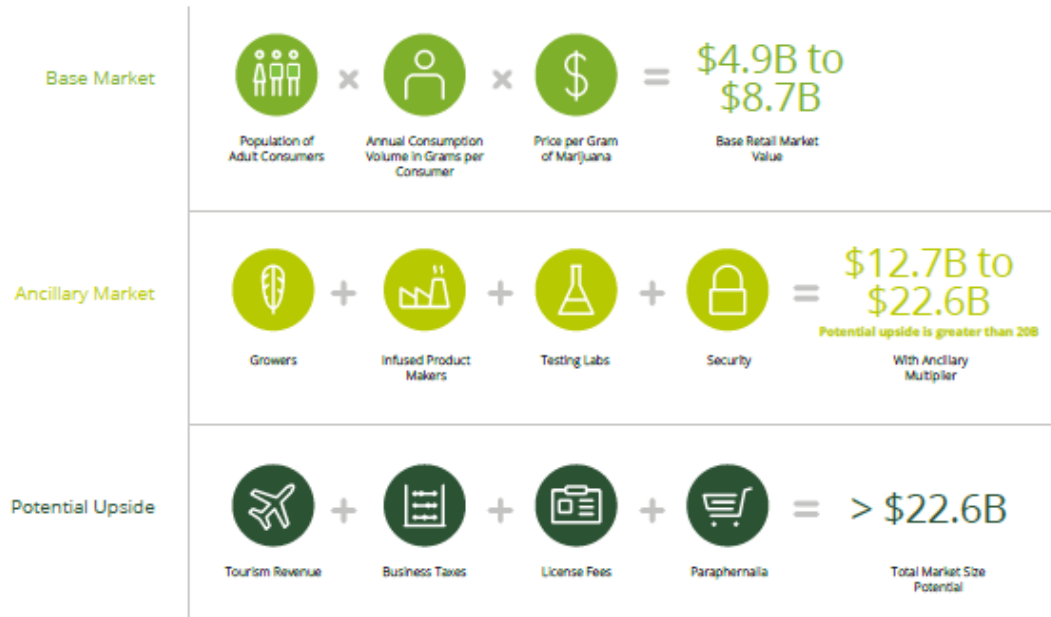 Base Market
$4.9B to
$8.7B
Population of
Adult Consumers
Annual Consumption
Volume in Grams per
Consumer
Price per Gram
of Marijuana
Base Retail Market
Value
Ancillary Market
$12.7B to
$22.6B
Potential upside is greater than 20B
Growers
Infused Product
Makers
Testing Labs
Security
With Ancillary
Multiplier
Potential Upside
> $22.6B
Tourism Revenue
Business Taxes
License Fees
Paraphernalia
Total Market Size
Potential